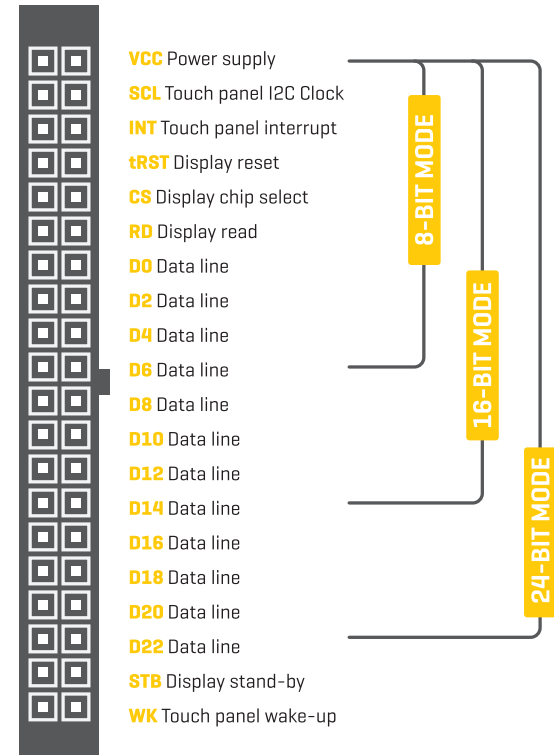 VCC Power supply
SCL Touch panel I2C Clock
INT Touch panel interrupt
tRST Display reset
CS Display chip select
RD Display read
D0 Data line
D2 Data line
D4 Data line
D6 Data line
D8 Data line
D10 Data line
D12 Data line
D14 Data line
D16 Data line
D18 Data line
D20 Data line
D22 Data line
STB Display stand-by
WK Touch panel wake-up
8-BIT MODE
16-BIT MODE
24-BIT MODE